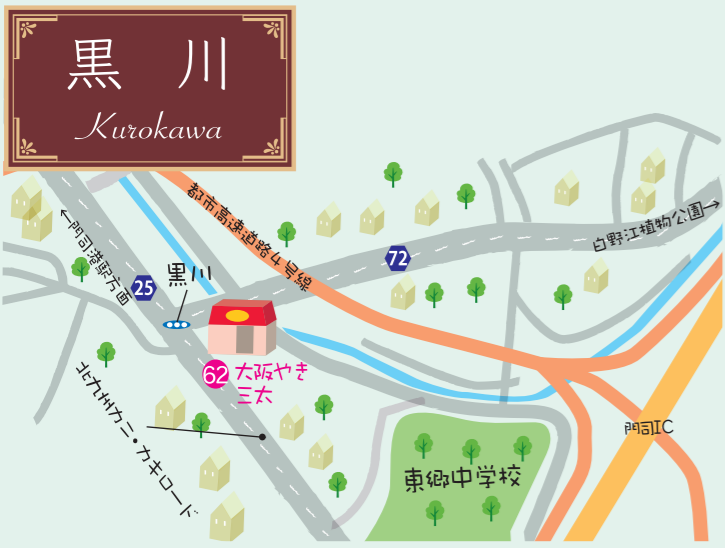 黒川
Kurokawa
都市高速道路4号線
←門司港駅方面
白野江植物公園→
72
25
黒川
62 大阪やき
三太
北九州カニ・カキロード
門司IC
東郷中学校